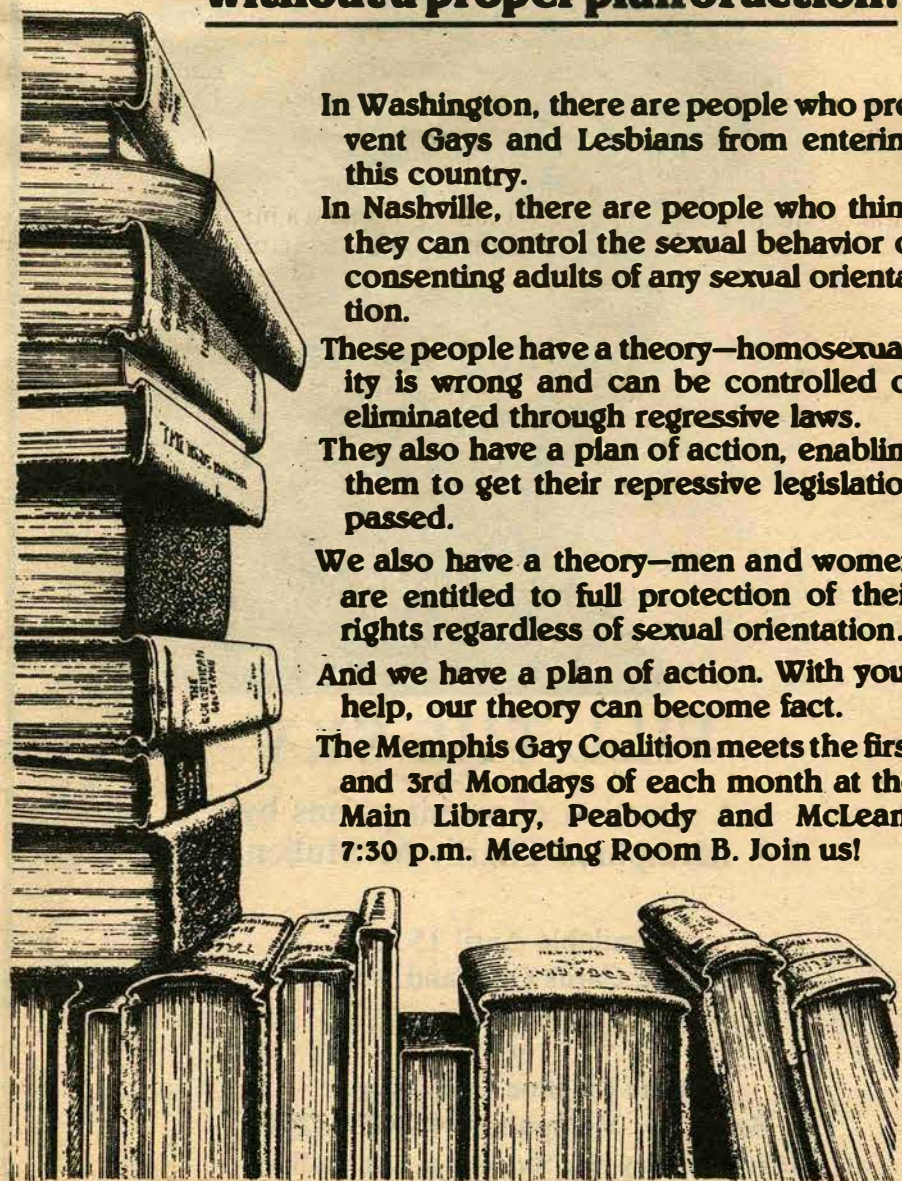 without a proper plan of action.
In Washington, there are people who pre
vent Gays and Lesbians from enterin
this country.
In Nashville, there are people who thin
they can control the sexual behavior o
consenting adults of any sexual orienta
tion.
These people have a theory—homosexua
ity is wrong and can be controlled o
eliminated through regressive laws.
They also have a plan of action, enablin
them to get their repressive legislatio
passed.
We also have a theory—men and wome
are entitled to full protection of thei
rights regardless of sexual orientation.
And we have a plan of action. With you
help, our theory can become fact.
The Memphis Gay Coalition meets the firs
and 3rd Mondays of each month at the
Main Library, Peabody and McLean
7:30 p.m. Meeting Room B. Join us!